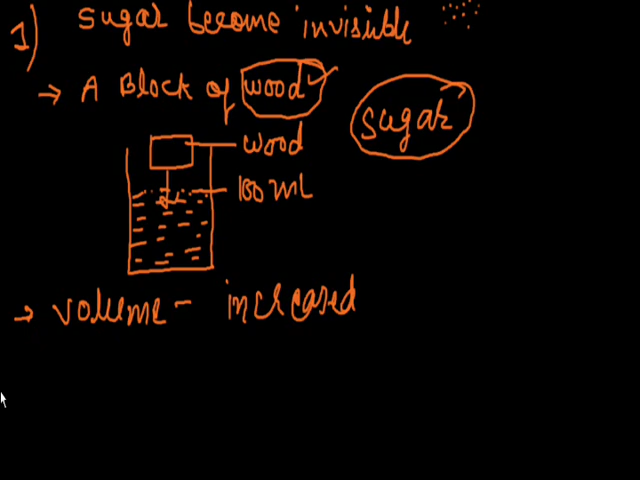 1) sugar become invisible
→ A Block of wood ✓
sugar
wood
100 mL
→ volume - increased